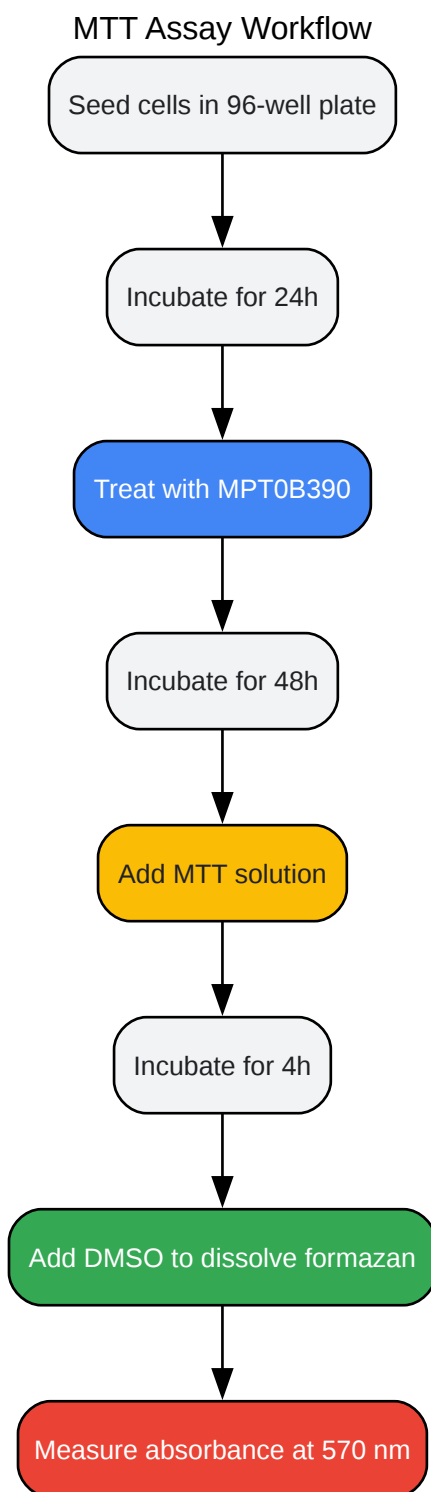 MTT Assay Workflow
Seed cells in 96-well plate
Incubate for 24h
Treat with MPT0B390
Incubate for 48h
Add MTT solution
Incubate for 4h
Add DMSO to dissolve formazan
Measure absorbance at 570 nm